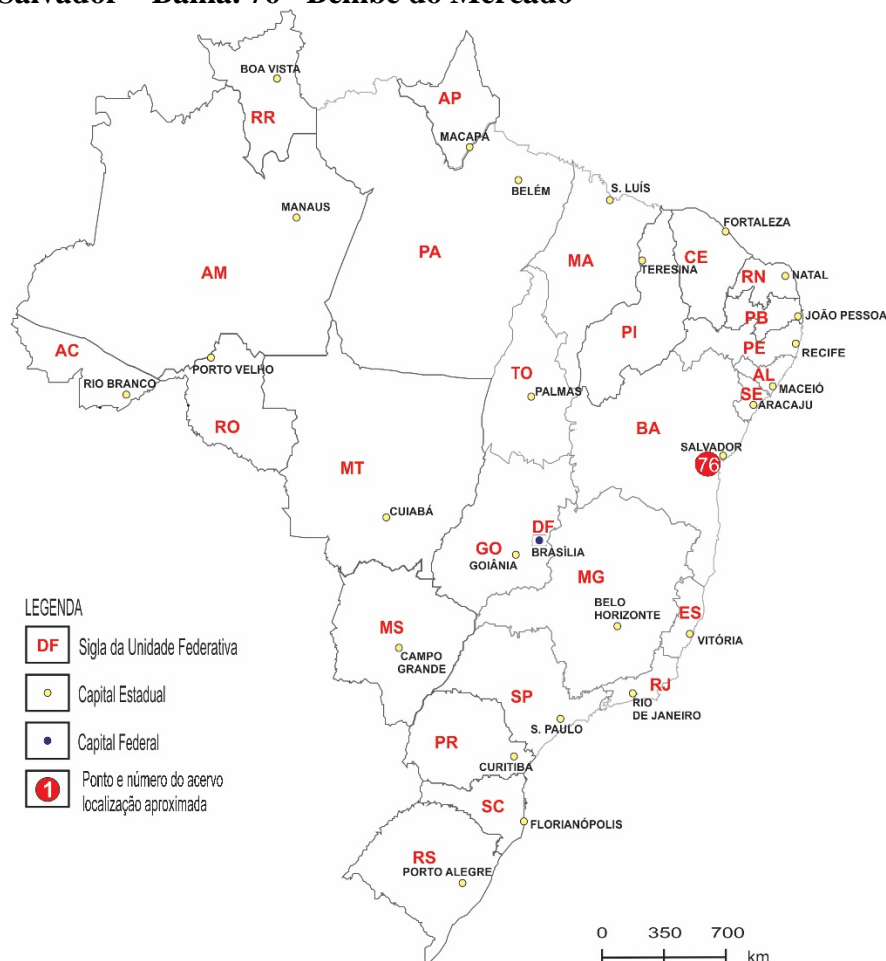 Salvador – Bahia: 76 - Bembé do Mercado
BOA VISTA
RR
AP
MACAPÁ
BELÉM
S. LUÍS
MANAUS
FORTALEZA
AM
PA
MA
TERESINA
CE
RN
NATAL
PB
JOÃO PESSOA
PI
PE
RECIFE
AC
PORTO VELHO
TO
AL
MACEIÓ
RIO BRANCO
PALMAS
SE
ARACAJU
RO
BA
SALVADOR
76
MT
CUIABÁ
DF
GO
BRASÍLIA
GOIÂNIA
MG
BELO
HORIZONTE
ES
VITÓRIA
MS
CAMPO
GRANDE
RJ
RIO
DE JANEIRO
SP
S. PAULO
PR
CURITIBA
SC
FLORIANÓPOLIS
RS
PORTO ALEGRE
LEGENDA
DF Sigla da Unidade Federativa
Capital Estadual
Capital Federal
1 Ponto e número do acervo
localização aproximada
0 350 700
km